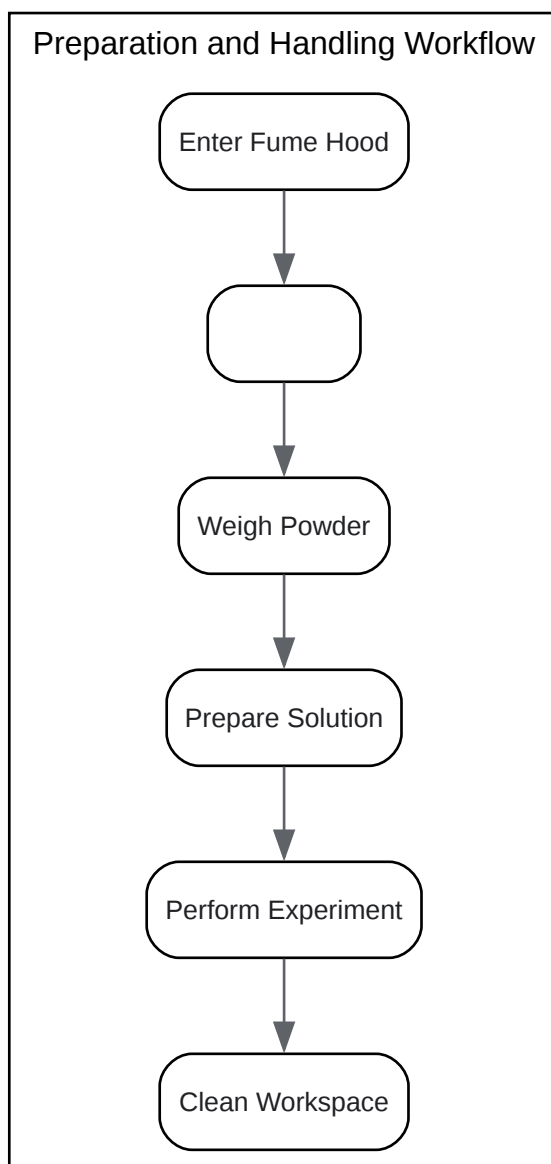 Preparation and Handling Workflow
Enter Fume Hood
Weigh Powder
Prepare Solution
Perform Experiment
Clean Workspace